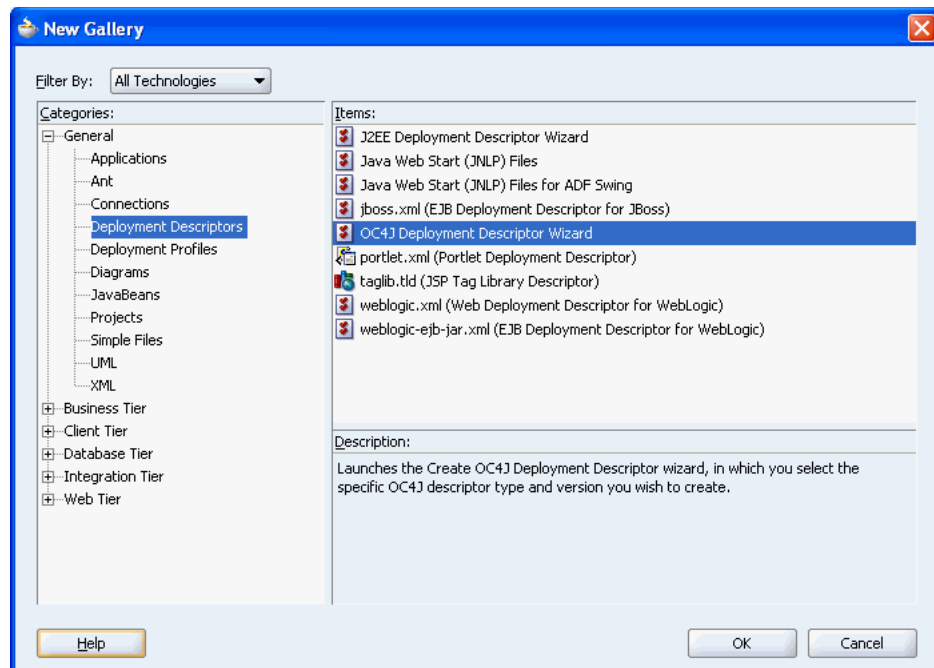 New Gallery
Filter By: All Technologies
Categories:
General
Applications
Ant
Connections
Deployment Descriptors
Deployment Profiles
Diagrams
JavaBeans
Projects
Simple Files
UML
XML
Business Tier
Client Tier
Database Tier
Integration Tier
Web Tier
Items:
J2EE Deployment Descriptor Wizard
Java Web Start (JNLP) Files
Java Web Start (JNLP) Files for ADF Swing
jboss.xml (EJB Deployment Descriptor for JBoss)
OC4J Deployment Descriptor Wizard
portlet.xml (Portlet Deployment Descriptor)
taglib.tld (JSP Tag Library Descriptor)
weblogic.xml (Web Deployment Descriptor for WebLogic)
weblogic-ejb-jar.xml (EJB Deployment Descriptor for WebLogic)
Description:
Launches the Create OC4J Deployment Descriptor wizard, in which you select the
specific OC4J descriptor type and version you wish to create.
Help
OK
Cancel